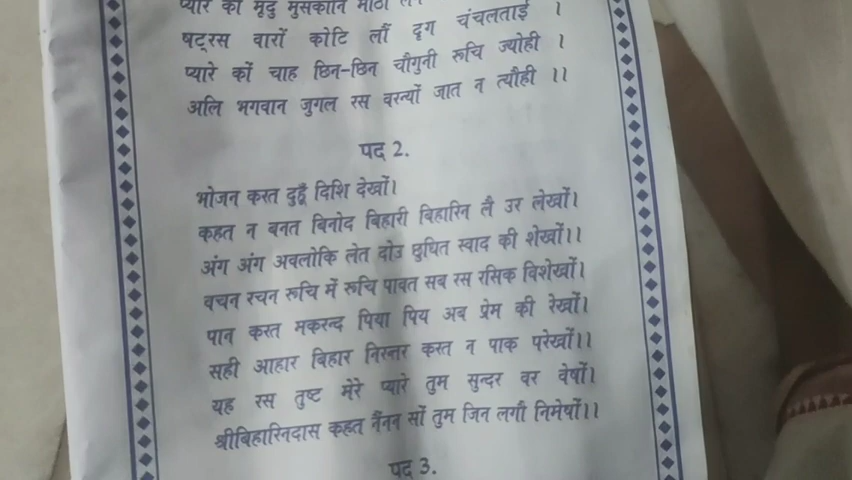 प्यारे की मृदु मुसकानि मीठी
षट्रस वारों कोटि लौं दृग चंचलताई ।
प्यारे कों चाह छिन-छिन चौगुनी रूचि ज्योही ।
अलि भगवान जुगल रस वरन्यों जात न त्यौही ।।
पद 2.
भोजन करत दुहूँ दिशि देखों।
कहत न बनत बिनोद बिहारी बिहारिन लै उर लेखों।
अंग अंग अवलोकि लेत दोउ छुधित स्वाद की शेखों।।
वचन रचन रूचि में रूचि पावत सब रस रसिक विशेखों।
पान करत मकरन्द पिया पिय अब प्रेम की रेखों।
सही आहार बिहार निरन्तर करत न पाक परेखों।।
यह रस तुष्ट मेरे प्यारे तुम सुन्दर वर वेषों।
श्रीबिहारिनदास कहत नैंनन सों तुम जिन लगौ निमेषों।।
पद 3.